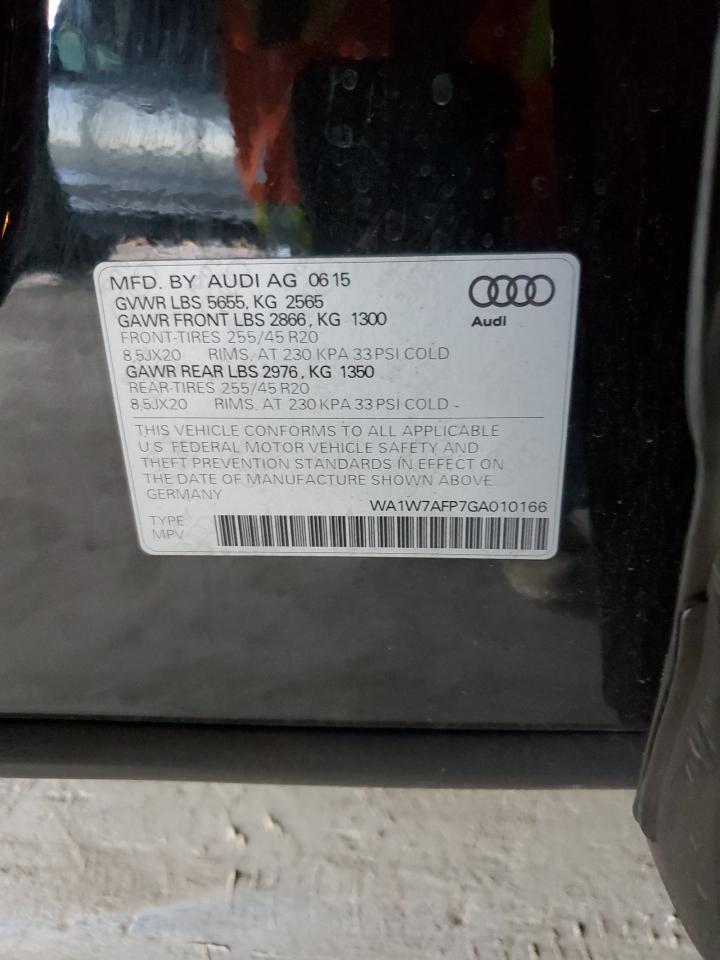 MFD. BY AUDI AG 06 15
GVWR LBS 5655, KG 2565
GAWR FRONT LBS 2866, KG 1300
FRONT-TIRES 255/45 R20
8,5JX20 RIMS, AT 230 KPA 33 PSI COLD
GAWR REAR LBS 2976, KG 1350
REAR-TIRES 255/45 R20
8,5JX20 RIMS, AT 230 KPA 33 PSI COLD -
Audi
THIS VEHICLE CONFORMS TO ALL APPLICABLE
U.S. FEDERAL MOTOR VEHICLE SAFETY AND
THEFT PREVENTION STANDARDS IN EFFECT ON
THE DATE OF MANUFACTURE SHOWN ABOVE
GERMANY
WA1W7AFP7GA010166
TYPE
MPV